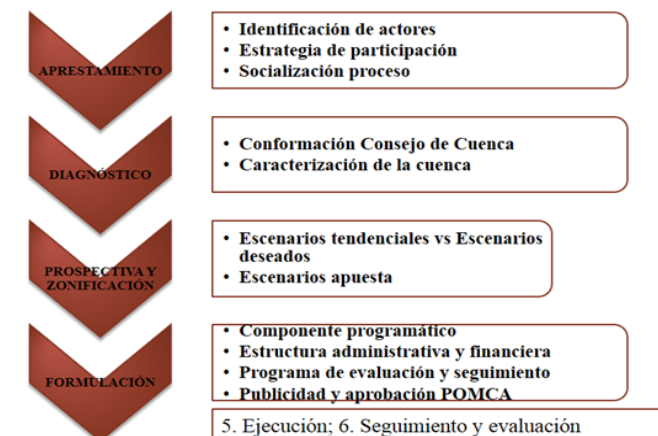 APRESTAMIENTO
• Identificación de actores
• Estrategia de participación
• Socialización proceso
DIAGNÓSTICO
• Conformación Consejo de Cuenca
• Caracterización de la cuenca
PROSPECTIVA Y
ZONIFICACIÓN
• Escenarios tendenciales vs Escenarios
deseados
• Escenarios apuesta
FORMULACIÓN
• Componente programático
• Estructura administrativa y financiera
• Programa de evaluación y seguimiento
• Publicidad y aprobación POMCA
5. Ejecución; 6. Seguimiento y evaluación